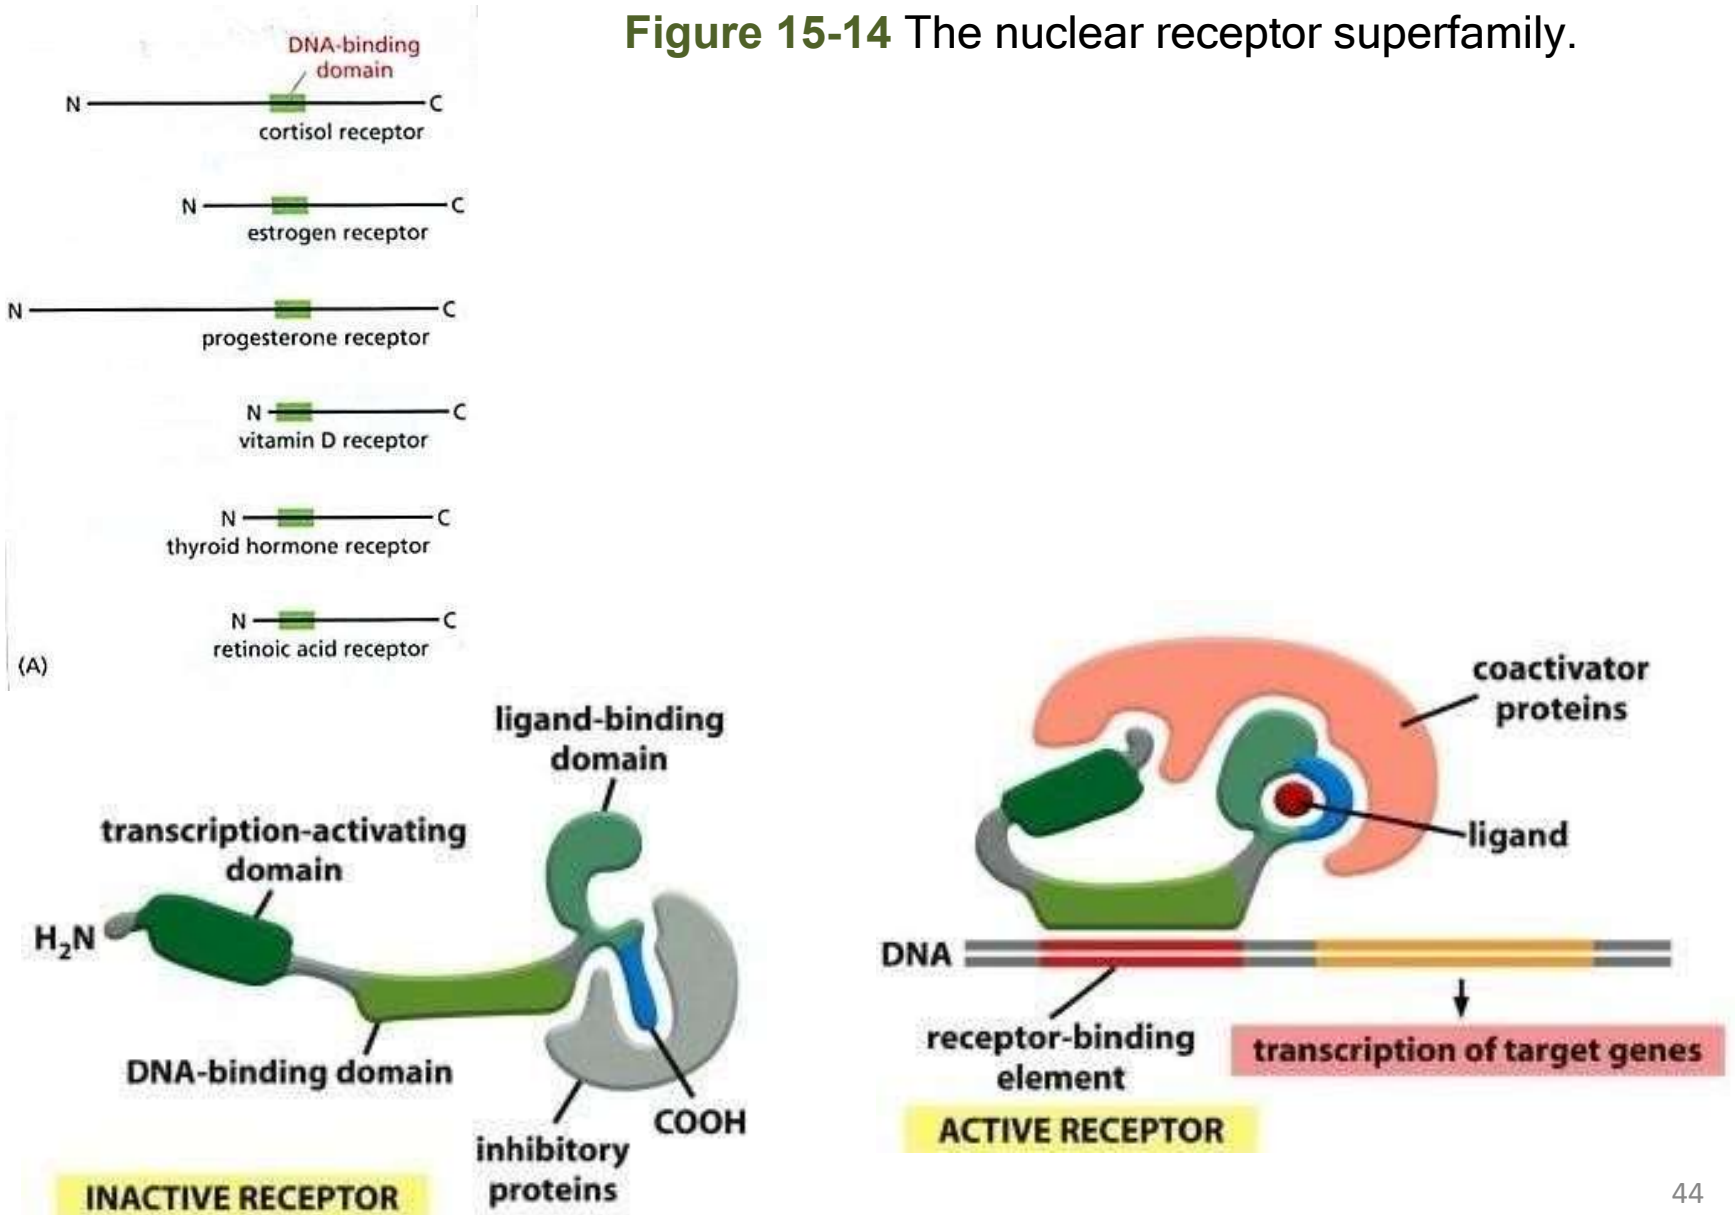 Figure 15-14 The nuclear receptor superfamily.
DNA-binding
domain
N C
cortisol receptor
N C
estrogen receptor
N C
progesterone receptor
N C
vitamin D receptor
N C
thyroid hormone receptor
N C
retinoic acid receptor
(A)
ligand-binding
domain
transcription-activating
domain
H₂N
DNA-binding domain
COOH
inhibitory
proteins
INACTIVE RECEPTOR
coactivator
proteins
ligand
DNA
receptor-binding
element
transcription of target genes
ACTIVE RECEPTOR
44